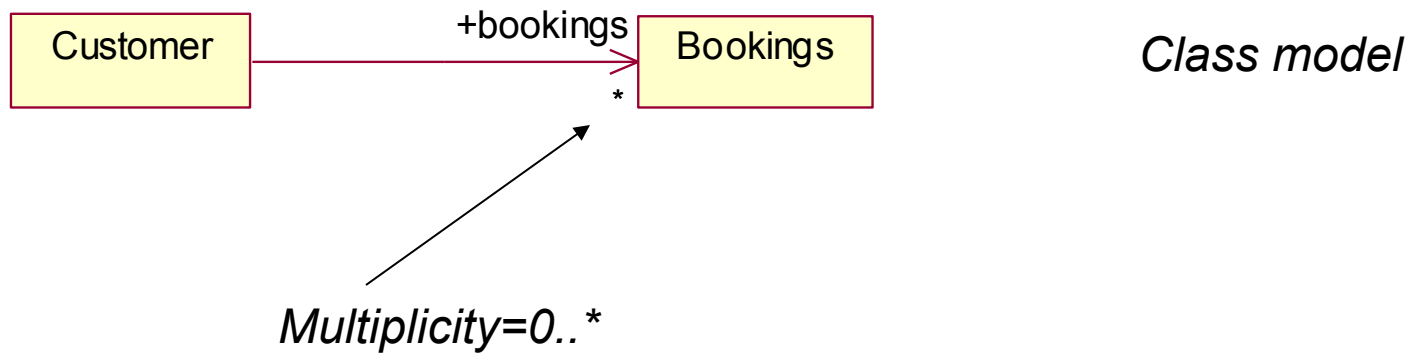 Customer
+bookings
Bookings
Class model
*
Multiplicity=0..*